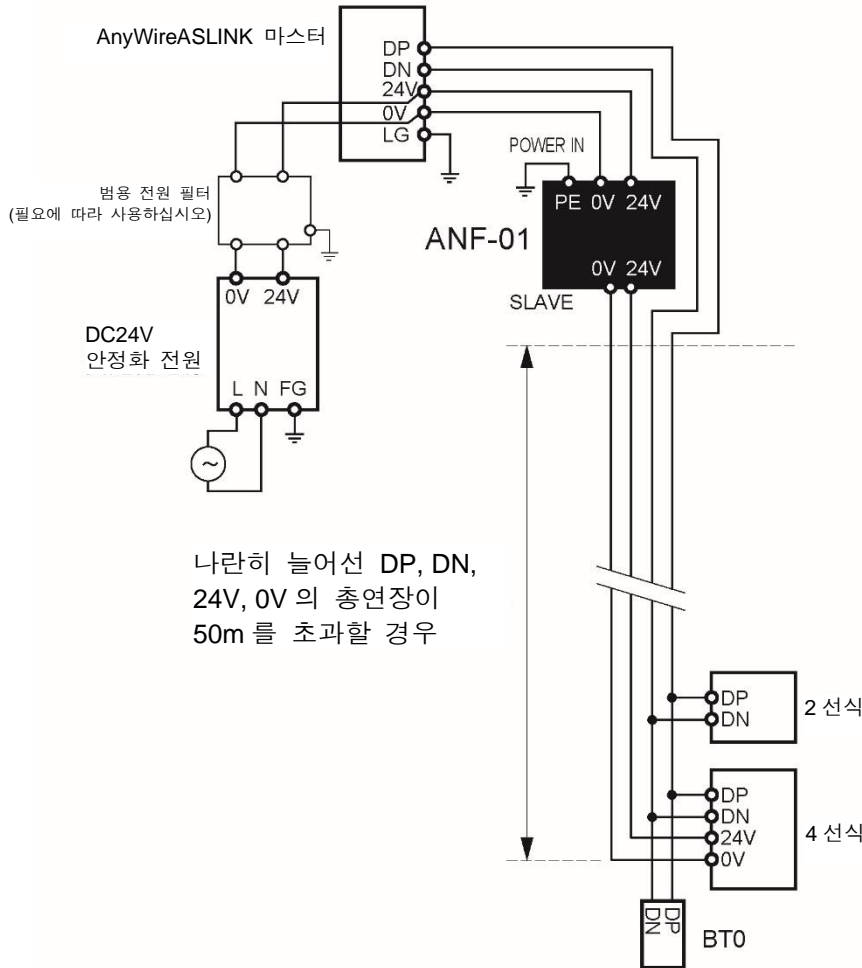 AnyWireASLINK 마스터
DP
DN
24V
0V
LG
POWER IN
PE 0V 24V
ANF-01
0V 24V
SLAVE
범용 전원 필터
(필요에 따라 사용하십시오)
0V 24V
DC24V
안정화 전원
L N FG
나란히 늘어선 DP, DN,
24V, 0V 의 총연장이
50m 를 초과할 경우
DP
DN
2 선식
DP
DN
24V
0V
4 선식
DN
DP
BT0